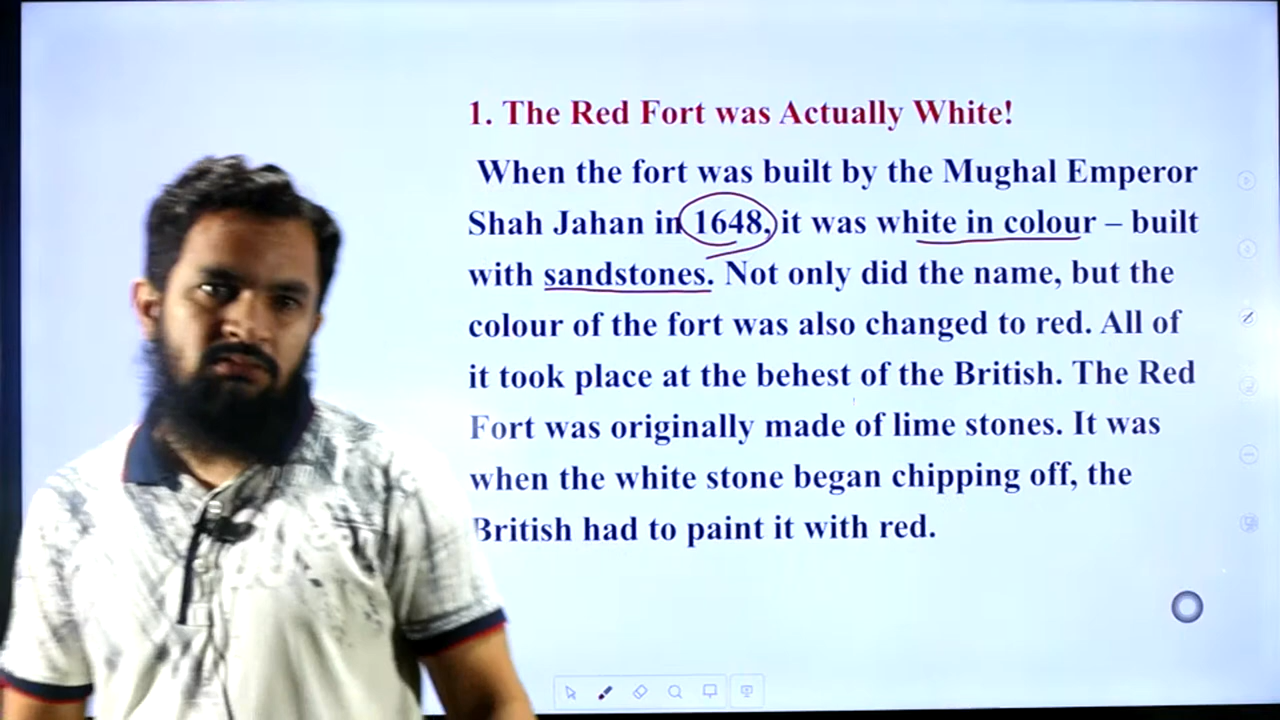 1. The Red Fort was Actually White!
When the fort was built by the Mughal Emperor
Shah Jahan in 1648, it was white in colour – built
with sandstones. Not only did the name, but the
colour of the fort was also changed to red. All of
it took place at the behest of the British. The Red
Fort was originally made of lime stones. It was
when the white stone began chipping off, the
British had to paint it with red.